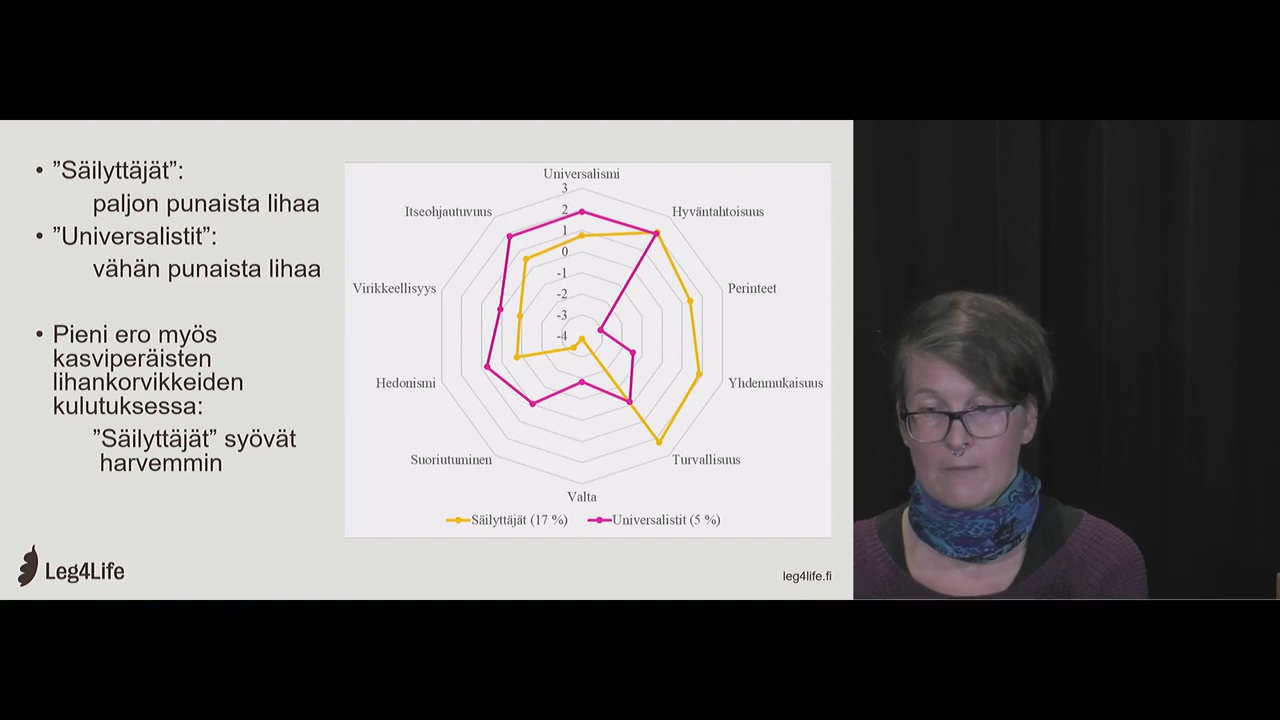 • ”Säilyttäjät”:
paljon punaista lihaa
• ”Universalistit”:
vähän punaista lihaa
• Pieni ero myös
kasviperäisten
lihankorvikkeiden
kulutuksessa:
”Säilyttäjät” syövät
harvemmin
Universalismi
Hyväntahtoisuus
Perinteet
Yhdenmukaisuus
Turvallisuus
Valta
Suoriutuminen
Hedonismi
Virikkeellisyys
Itseohjautuvuus
3
2
1
0
-1
-2
-3
-4
Säilyttäjät (17 %)
Universalistit (5 %)
Leg4Life
leg4life.fi